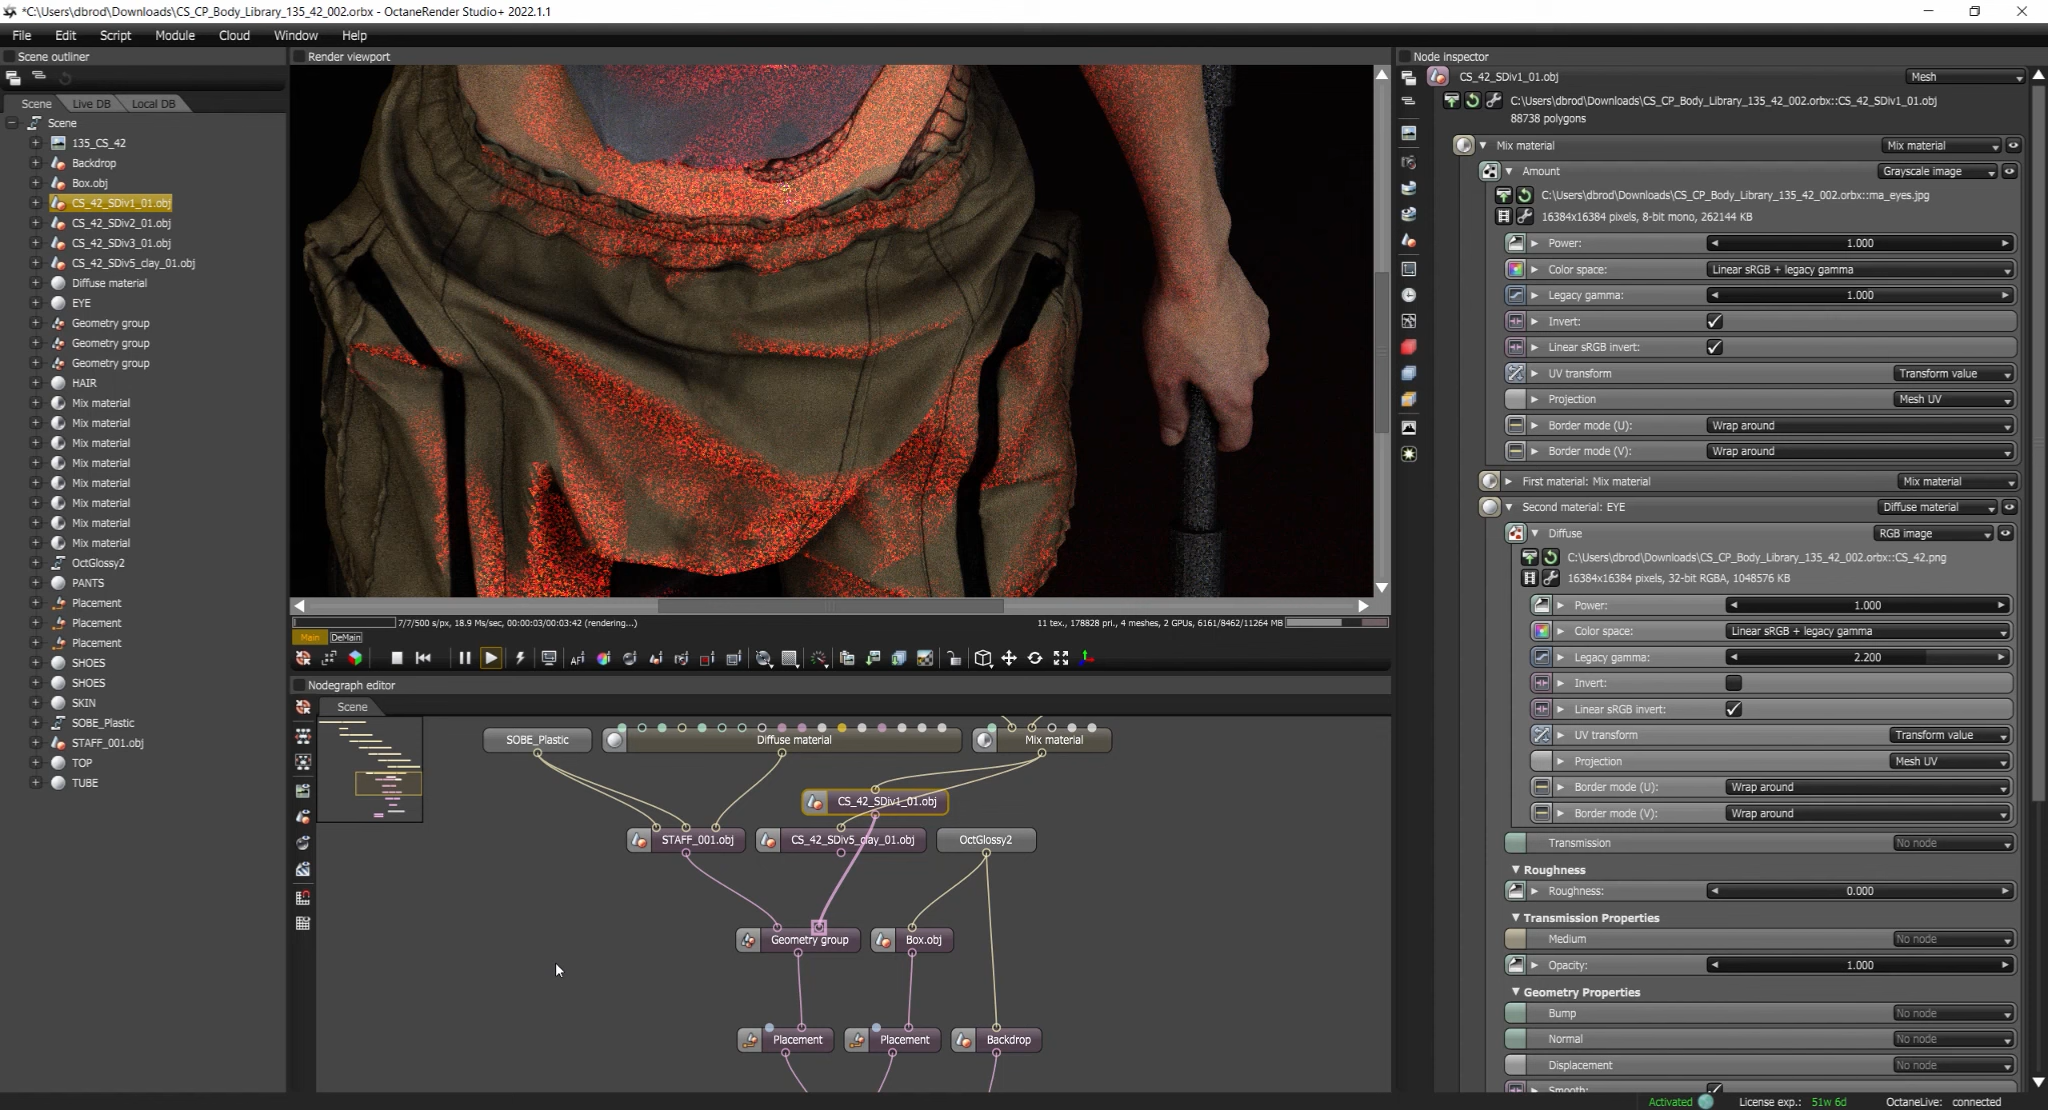 *C:\Users\dbrod\Downloads\CS_CP_Body_Library_135_42_002.orbx - OctaneRender Studio+ 2022.1.1
File Edit Script Module Cloud Window Help
Scene outliner
Scene Live DB Local DB
Scene
135_CS_42
Backdrop
Box.obj
CS_42_SDiv1_01.obj
CS_42_SDiv2_01.obj
CS_42_SDiv3_01.obj
CS_42_SDiv5_clay_01.obj
Diffuse material
EYE
Geometry group
Geometry group
Geometry group
HAIR
Mix material
Mix material
Mix material
Mix material
Mix material
Mix material
Mix material
Mix material
OctGlossy2
PANTS
Placement
Placement
Placement
SHOES
SHOES
SKIN
SOBE_Plastic
STAFF_001.obj
TOP
TUBE
Render viewport
7/7/500 s/px, 18.9 Ms/sec, 00:00:03/00:03:42 (rendering...)
11 tex., 178828 pri., 4 meshes, 2 GPUs, 6161/8462/11264 MB
Main DeMain
Nodegraph editor
Scene
SOBE_Plastic Diffuse material Mix material
CS_42_SDiv1_01.obj
STAFF_001.obj CS_42_SDiv5_clay_01.obj OctGlossy2
Geometry group Box.obj
Placement Placement Backdrop
Node inspector
CS_42_SDiv1_01.obj Mesh
C:\Users\dbrod\Downloads\CS_CP_Body_Library_135_42_002.orbx::CS_42_SDiv1_01.obj
88738 polygons
Mix material Mix material
Amount Grayscale image
C:\Users\dbrod\Downloads\CS_CP_Body_Library_135_42_002.orbx::ma_eyes.jpg
16384x16384 pixels, 8-bit mono, 262144 KB
Power: 1.000
Color space: Linear sRGB + legacy gamma
Legacy gamma: 1.000
Invert:
Linear sRGB invert:
UV transform Transform value
Projection Mesh UV
Border mode (U): Wrap around
Border mode (V): Wrap around
First material: Mix material Mix material
Second material: EYE Diffuse material
Diffuse RGB image
C:\Users\dbrod\Downloads\CS_CP_Body_Library_135_42_002.orbx::CS_42.png
16384x16384 pixels, 32-bit RGBA, 1048576 KB
Power: 1.000
Color space: Linear sRGB + legacy gamma
Legacy gamma: 2.200
Invert:
Linear sRGB invert:
UV transform Transform value
Projection Mesh UV
Border mode (U): Wrap around
Border mode (V): Wrap around
Transmission No node
Roughness
Roughness: 0.000
Transmission Properties
Medium No node
Opacity: 1.000
Geometry Properties
Bump No node
Normal No node
Displacement No node
Smooth:
Activated License exp.: 51w 6d OctaneLive: connected